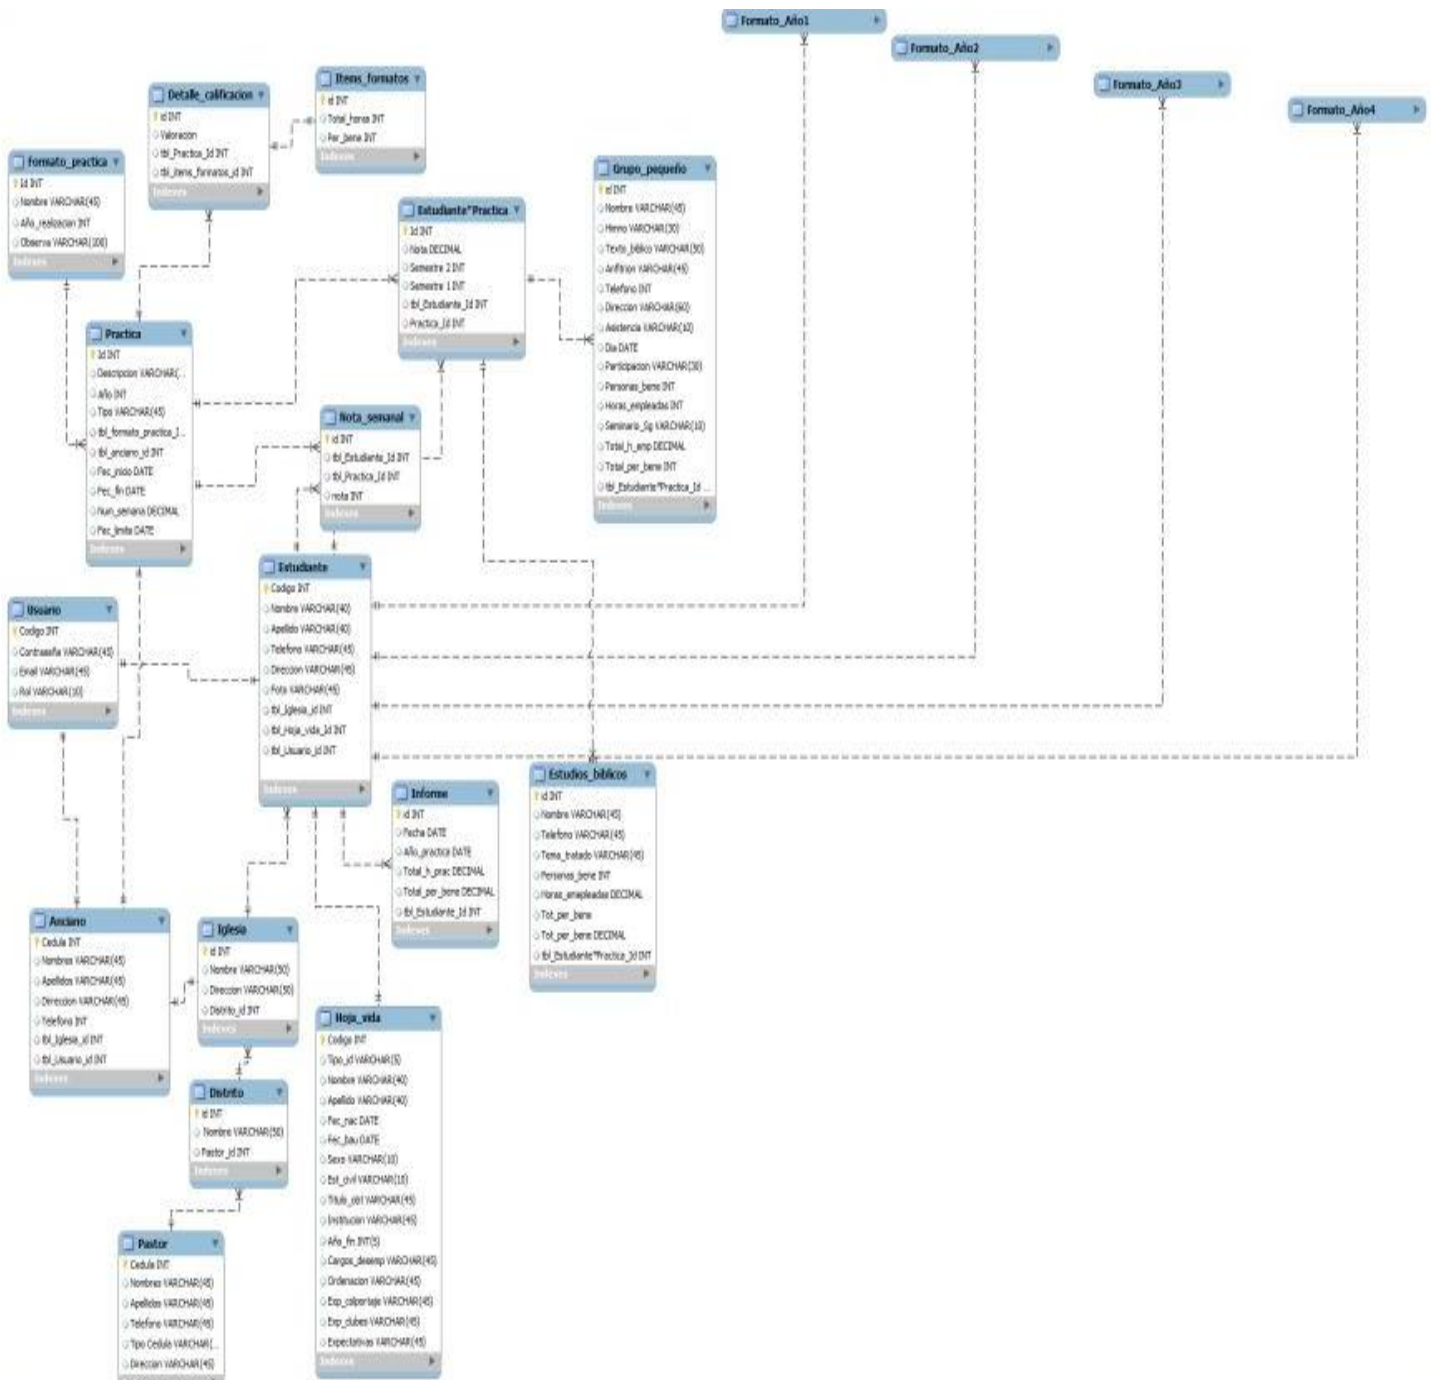 Formato_Año1
Formato_Año2
Formato_Año3
Formato_Año4
Items_formatos
id INT
Total_horas INT
Per_bene INT
Indexes
Detalle_calificacion
id INT
Valoracion
tbl_Practica_Id INT
tbl_items_formatos_id INT
Indexes
formato_practica
Id INT
Nombre VARCHAR(45)
Año_realizacion INT
Observa VARCHAR(100)
Indexes
Grupo_pequeño
id INT
Nombre VARCHAR(45)
Himno VARCHAR(30)
Texto_biblico VARCHAR(50)
Anfitrion VARCHAR(45)
Telefono INT
Direccion VARCHAR(60)
Asistencia VARCHAR(10)
Dia DATE
Participacion VARCHAR(30)
Personas_bene INT
Horas_empleadas INT
Seminario_Sg VARCHAR(10)
Total_h_emp DECIMAL
Total_per_bene INT
tbl_Estudiante*Practica_Id ...
Indexes
Estudiante*Practica
Id INT
Nota DECIMAL
Semestre 2 INT
Semestre 1 INT
tbl_Estudiante_Id INT
Practica_Id INT
Indexes
Practica
Id INT
Descripcion VARCHAR(...
Año INT
Tipo VARCHAR(45)
tbl_formato_practica_I...
tbl_anciano_id INT
Fec_inicio DATE
Fec_fin DATE
Num_semana DECIMAL
Fec_limite DATE
Indexes
Nota_semanal
id INT
tbl_Estudiante_Id INT
tbl_Practica_Id INT
nota INT
Indexes
Estudiante
Codigo INT
Nombre VARCHAR(40)
Apellido VARCHAR(40)
Telefono VARCHAR(45)
Direccion VARCHAR(45)
Foto VARCHAR(45)
tbl_Iglesia_id INT
tbl_Hoja_vida_Id INT
tbl_Usuario_id INT
Indexes
Usuario
Codigo INT
Contraseña VARCHAR(45)
Email VARCHAR(45)
Rol VARCHAR(10)
Indexes
Estudios_biblicos
id INT
Nombre VARCHAR(45)
Telefono VARCHAR(45)
Tema_tratado VARCHAR(45)
Personas_bene INT
Horas_emepleadas DECIMAL
Tot_per_bene
Tot_per_bene DECIMAL
tbl_Estudiante*Practica_Id INT
Indexes
Informe
id INT
Fecha DATE
Año_practica DATE
Total_h_prac DECIMAL
Total_per_bene DECIMAL
tbl_Estudiante_Id INT
Indexes
Anciano
Cedula INT
Nombres VARCHAR(45)
Apellidos VARCHAR(45)
Dirreccion VARCHAR(45)
Telefono INT
tbl_Iglesia_id INT
tbl_Usuario_id INT
Indexes
Iglesia
id INT
Nombre VARCHAR(50)
Direccion VARCHAR(50)
Distrito_id INT
Indexes
Hoja_vida
Codigo INT
Tipo_id VARCHAR(5)
Nombre VARCHAR(40)
Apellido VARCHAR(40)
Fec_nac DATE
Fec_bau DATE
Sexo VARCHAR(10)
Est_civil VARCHAR(10)
Titulo_obt VARCHAR(45)
Institucion VARCHAR(45)
Año_fin INT(5)
Cargos_desemp VARCHAR(45)
Ordenacion VARCHAR(45)
Exp_colportaje VARCHAR(45)
Exp_clubes VARCHAR(45)
Expectativas VARCHAR(45)
Indexes
Distrito
id INT
Nombre VARCHAR(50)
Pastor_id INT
Indexes
Pastor
Cedula INT
Nombres VARCHAR(45)
Apellidos VARCHAR(45)
Telefono VARCHAR(45)
Tipo Cedula VARCHAR(...
Direccion VARCHAR(45)